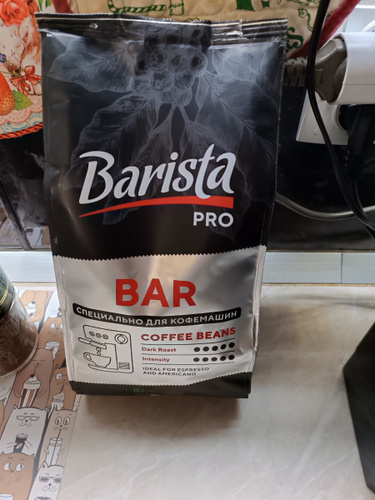 Barista
PRO
BAR
СПЕЦИАЛЬНО ДЛЯ КОФЕМАШИН
COFFEE BEANS
Dark Roast
Intensity
IDEAL FOR ESPRESSO
AND AMERICANO